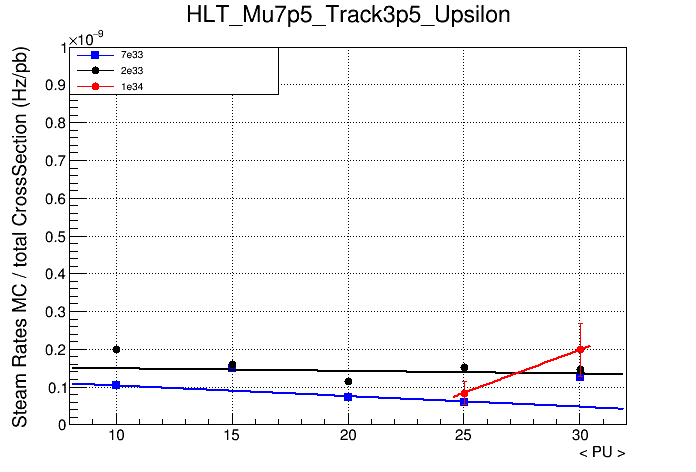 HLT_Mu7p5_Track3p5_Upsilon
×10⁻⁹
Steam Rates MC / total CrossSection (Hz/pb)
1
0.9
0.8
0.7
0.6
0.5
0.4
0.3
0.2
0.1
0
7e33
2e33
1e34
10 15 20 25 30
< PU >